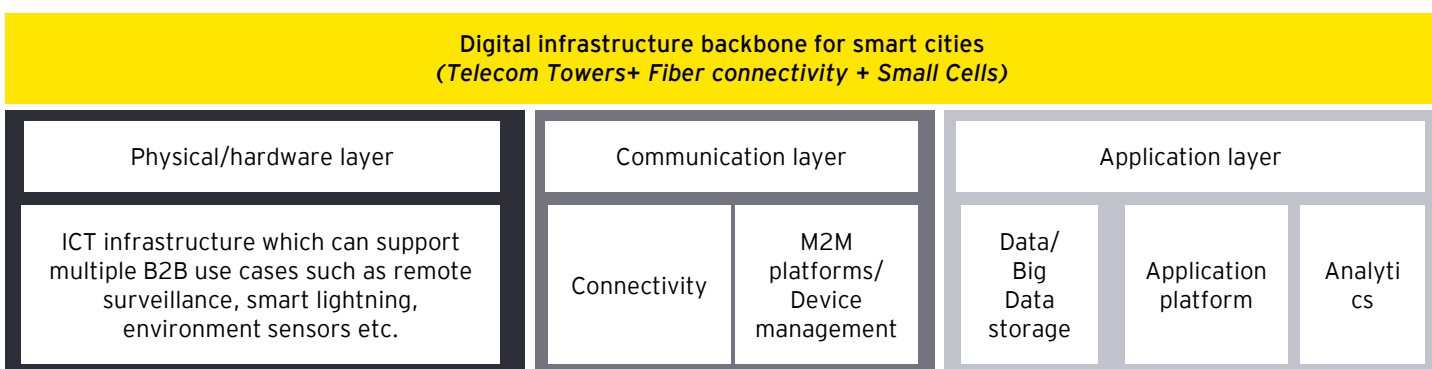 Digital infrastructure backbone for smart cities
(Telecom Towers+ Fiber connectivity + Small Cells)
Physical/hardware layer
ICT infrastructure which can support
multiple B2B use cases such as remote
surveillance, smart lightning,
environment sensors etc.
Communication layer
Connectivity
M2M
platforms/
Device
management
Application layer
Data/
Big
Data
storage
Application
platform
Analyti
cs